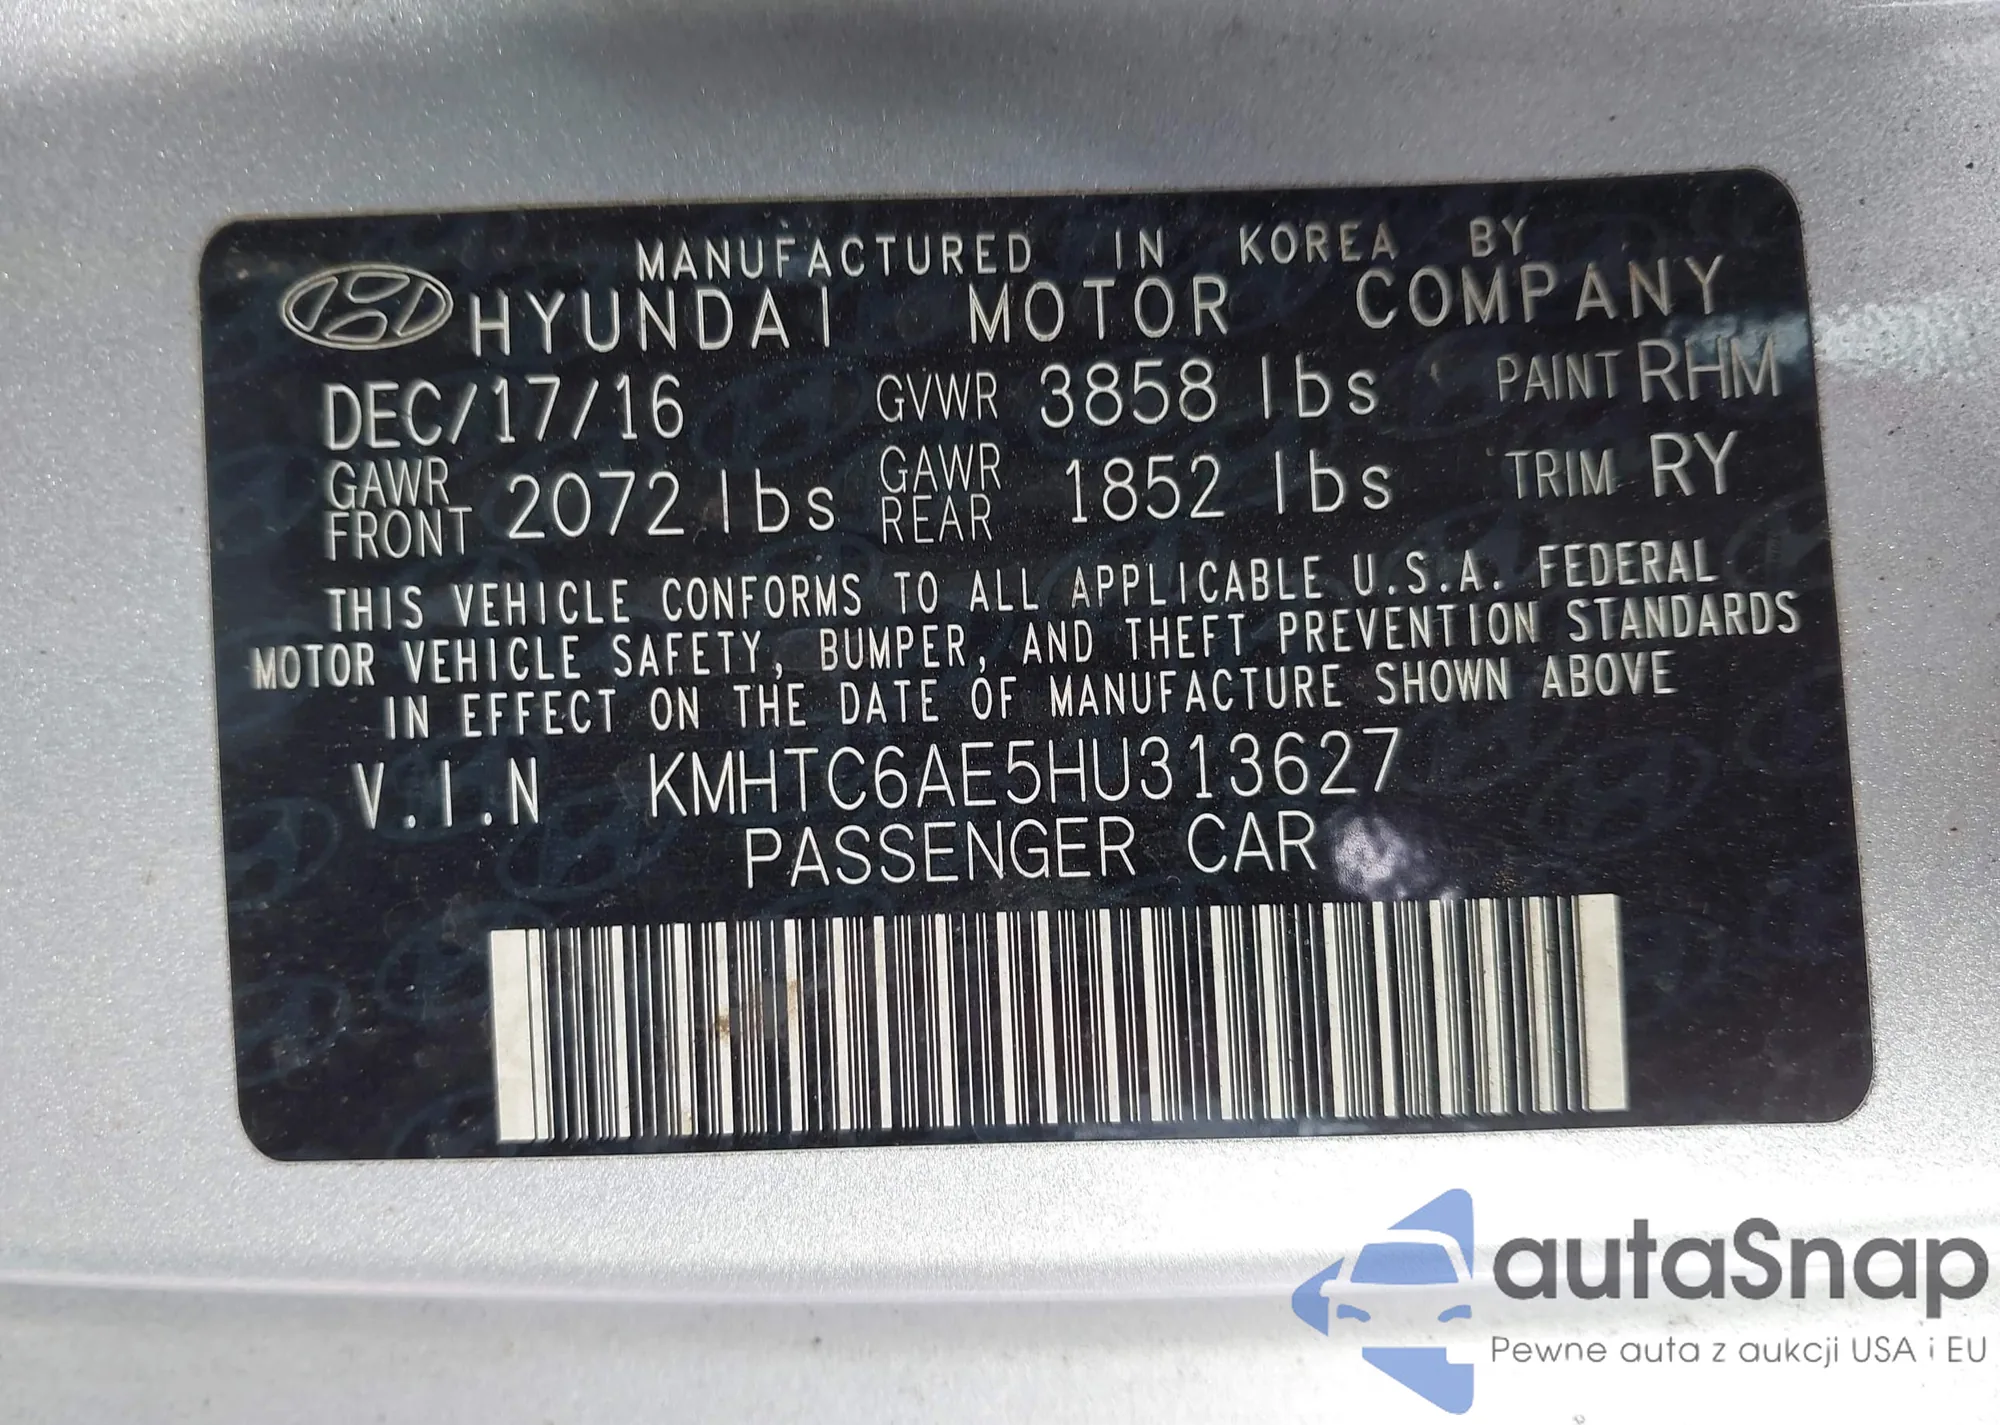 MANUFACTURED IN KOREA BY
HYUNDAI MOTOR COMPANY
DEC/17/16 GVWR 3858 lbs PAINT RHM
GAWR FRONT 2072 lbs GAWR REAR 1852 lbs TRIM RY
THIS VEHICLE CONFORMS TO ALL APPLICABLE U.S.A. FEDERAL
MOTOR VEHICLE SAFETY, BUMPER, AND THEFT PREVENTION STANDARDS
IN EFFECT ON THE DATE OF MANUFACTURE SHOWN ABOVE
V.I.N KMHTC6AE5HU313627
PASSENGER CAR
autaSnap
Pewne auta z aukcji USA i EU